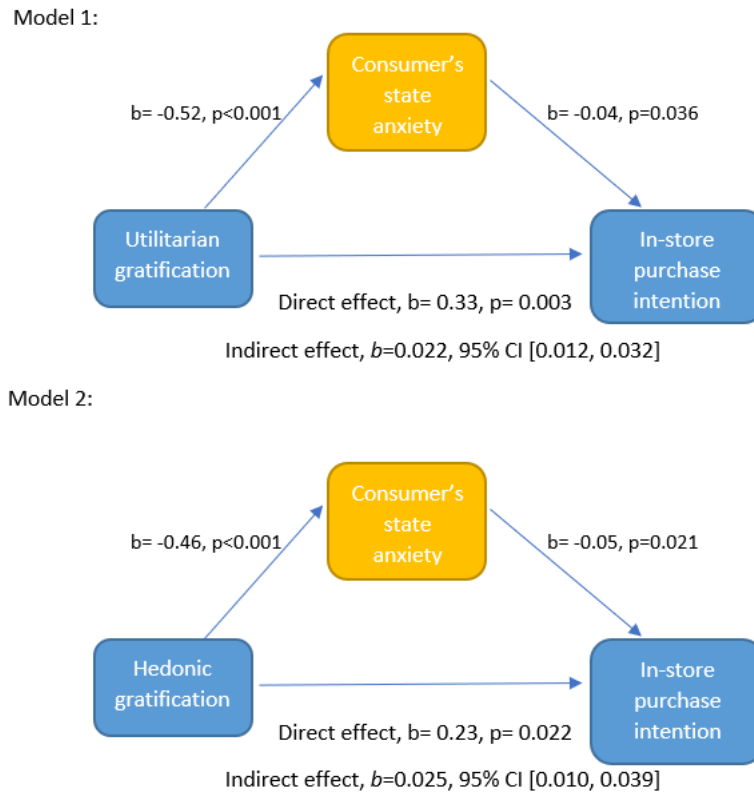 Model 1:
Consumer's
state
anxiety
b= -0.52, p<0.001
b= -0.04, p=0.036
Utilitarian
gratification
In-store
purchase
intention
Direct effect, b= 0.33, p= 0.003
Indirect effect, b=0.022, 95% CI [0.012, 0.032]
Model 2:
Consumer's
state
anxiety
b= -0.46, p<0.001
b= -0.05, p=0.021
Hedonic
gratification
In-store
purchase
intention
Direct effect, b= 0.23, p= 0.022
Indirect effect, b=0.025, 95% CI [0.010, 0.039]